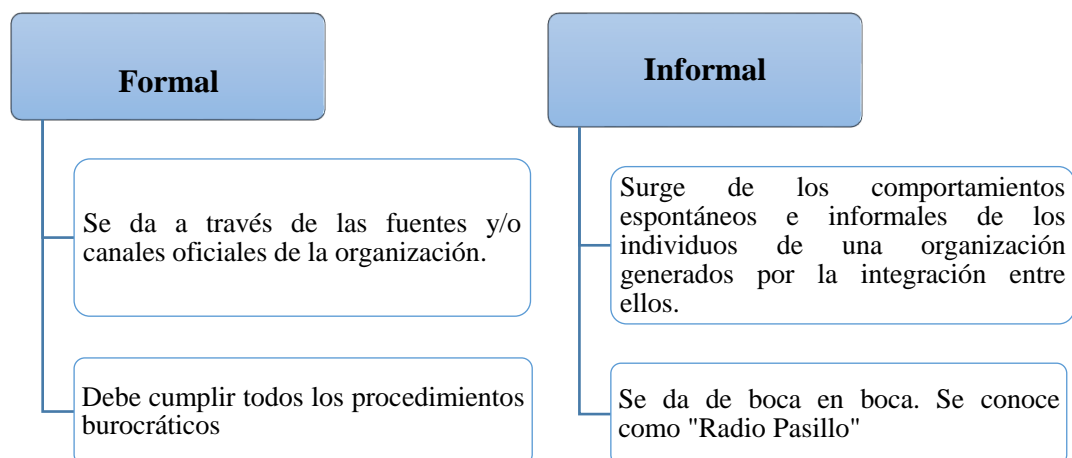 Formal
Se da a través de las fuentes y/o
canales oficiales de la organización.
Debe cumplir todos los procedimientos
burocráticos
Informal
Surge de los comportamientos
espontáneos e informales de los
individuos de una organización
generados por la integración entre
ellos.
Se da de boca en boca. Se conoce
como "Radio Pasillo"